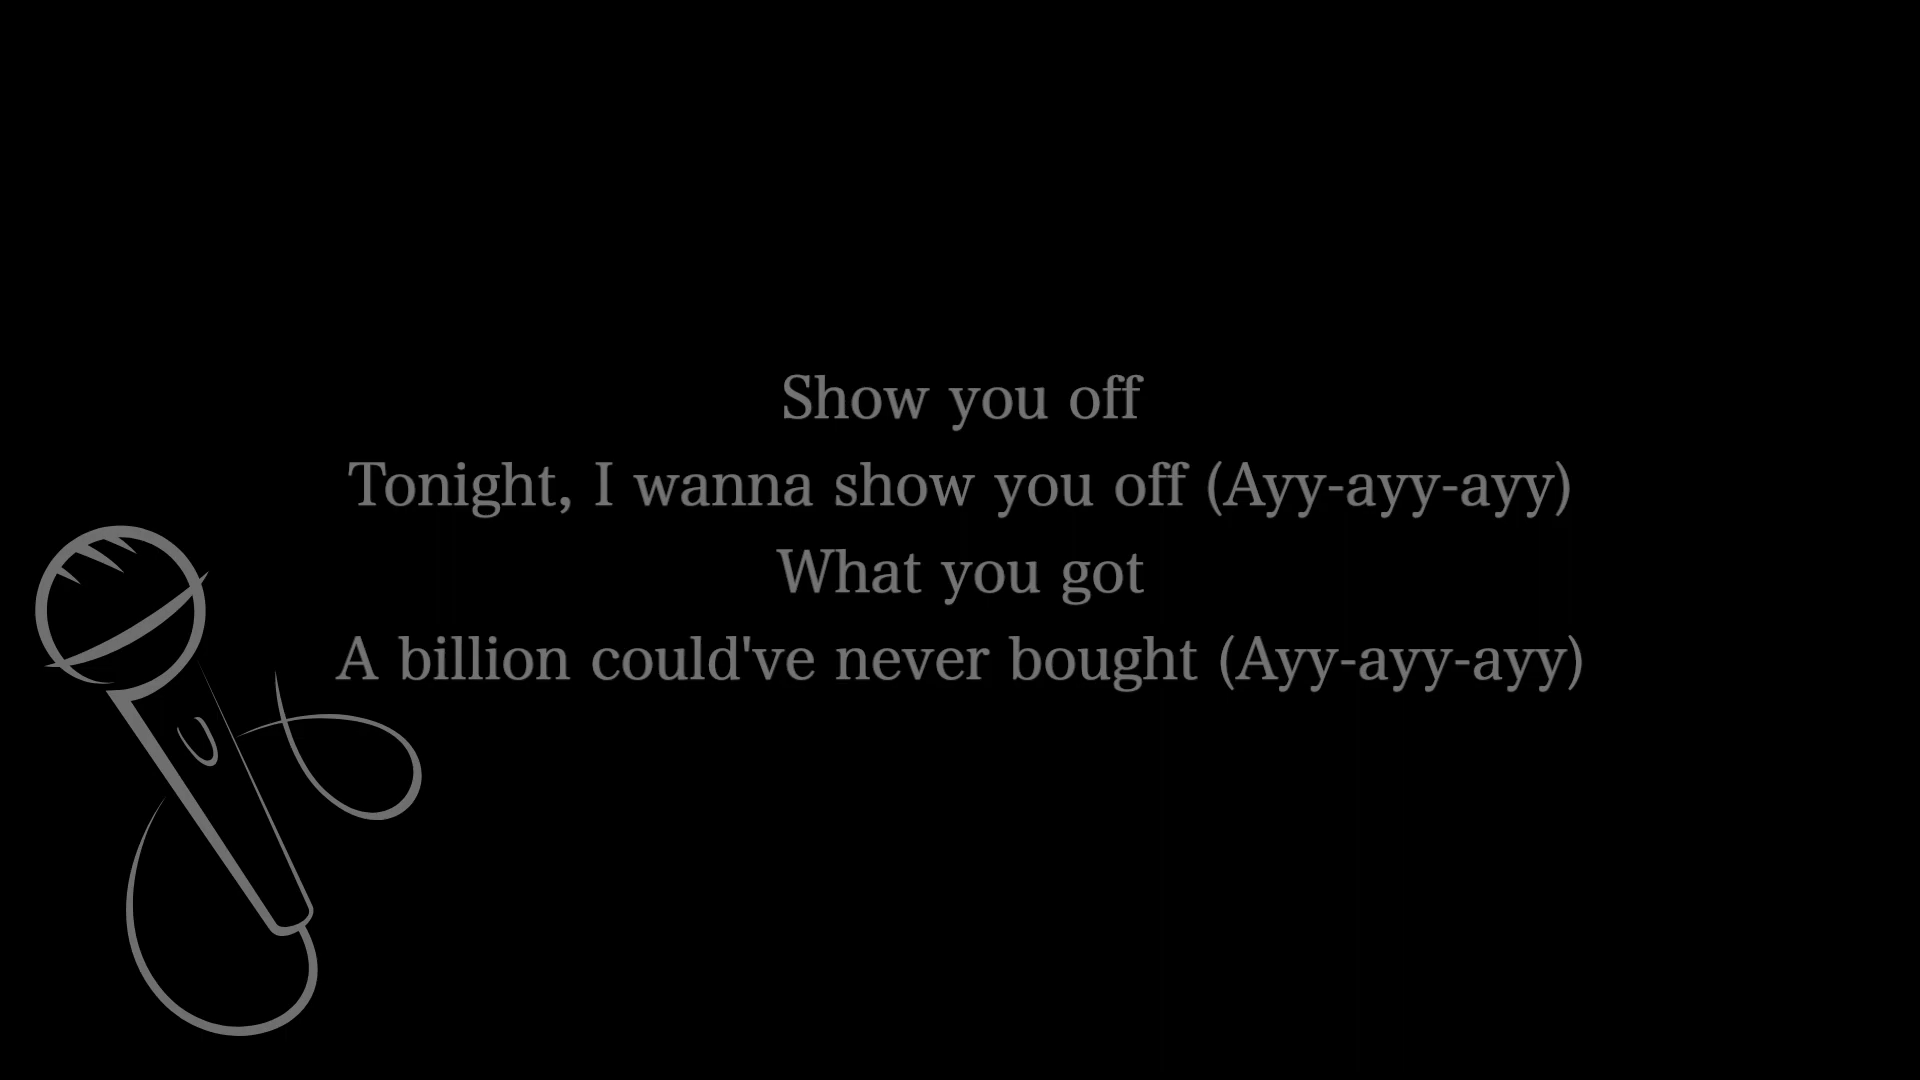 Show you off
Tonight, I wanna show you off (Ayy-ayy-ayy)
What you got
A billion could've never bought (Ayy-ayy-ayy)